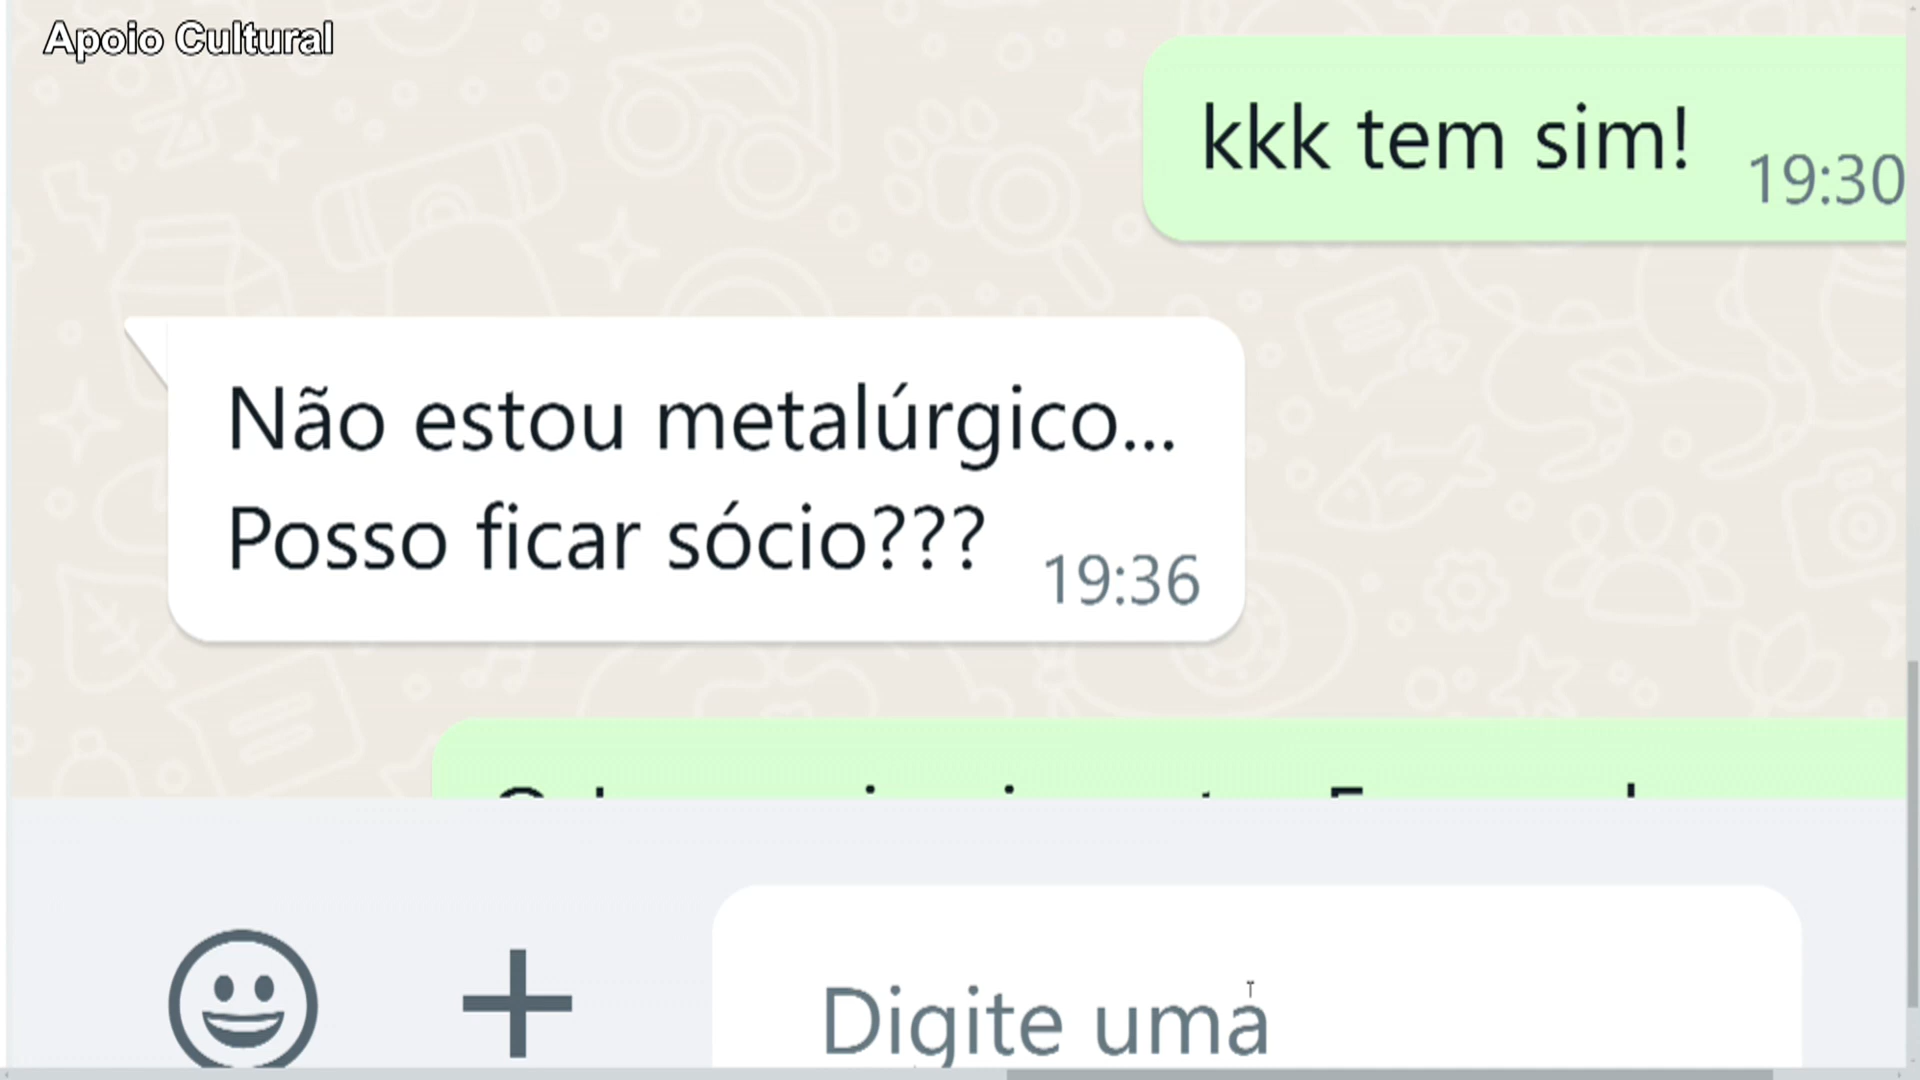 Apoio Cultural
kkk tem sim!
19:30
Não estou metalúrgico...
Posso ficar sócio???
19:36
Digite uma